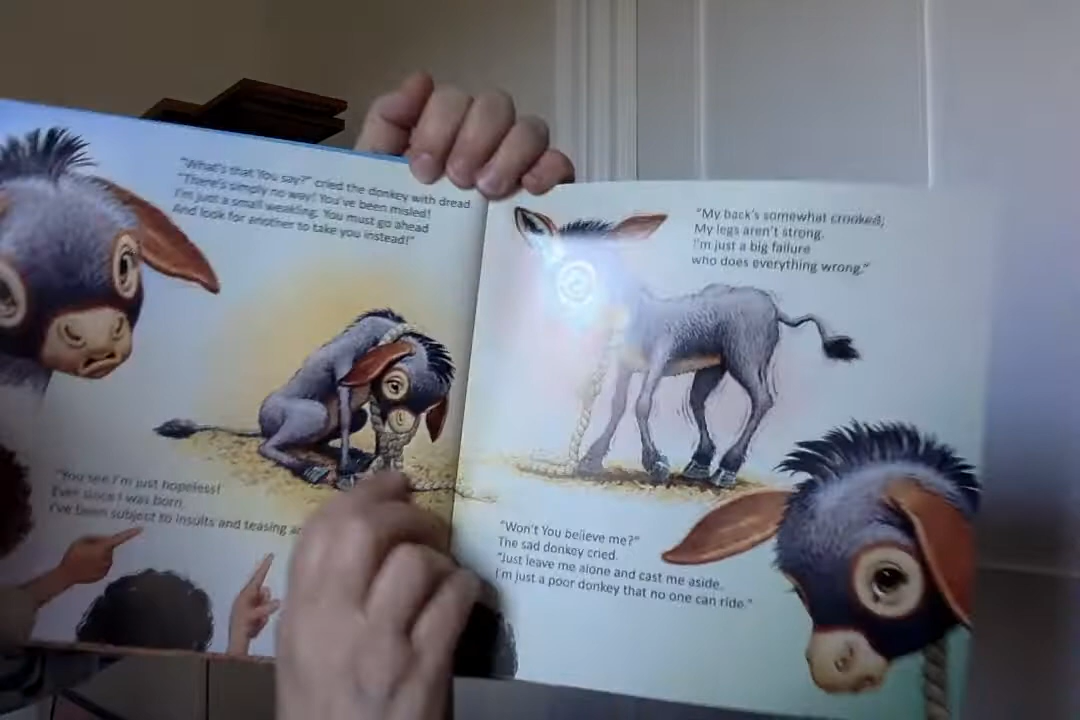 "What's that You say?" cried the donkey with dread.
"There's simply no way! You've been misled!
I'm just a small weakling. You must go ahead
And look for another to take you instead!"
"You see I'm just hopeless!
Ever since I was born,
I've been subject to insults and teasing
"My back's somewhat crooked;
My legs aren't strong.
I'm just a big failure
who does everything wrong."
"Won't You believe me?"
The sad donkey cried.
"Just leave me alone and cast me aside.
I'm just a poor donkey that no one can ride."